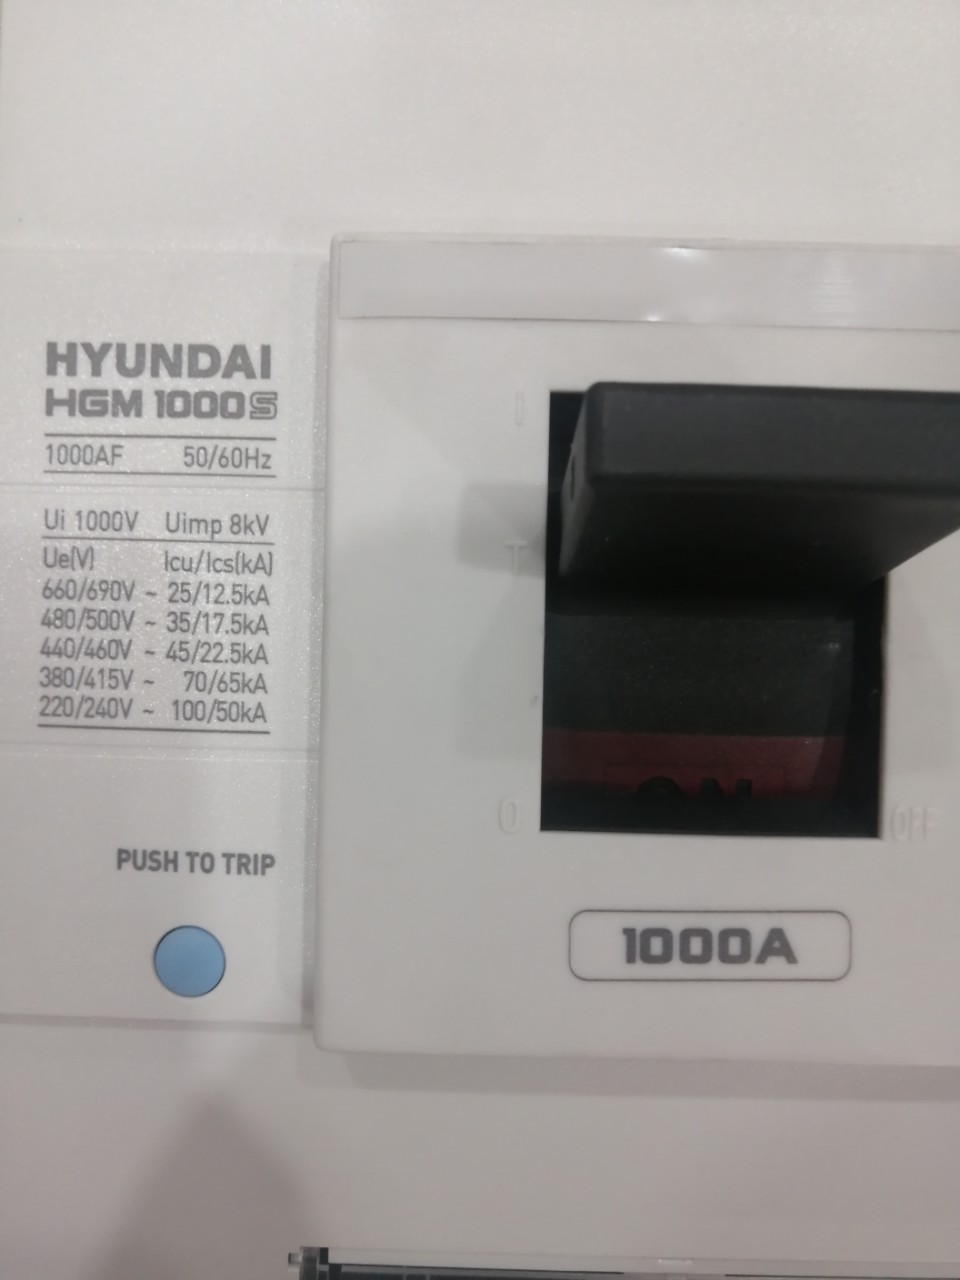 HYUNDAI
HGM 1000S
1000AF 50/60Hz
Ui 1000V Uimp 8kV
Ue(V) Icu/Ics(kA)
660/690V ~ 25/12.5kA
480/500V ~ 35/17.5kA
440/460V ~ 45/22.5kA
380/415V ~ 70/65kA
220/240V ~ 100/50kA
PUSH TO TRIP
I
T
ON
O OFF
1000A